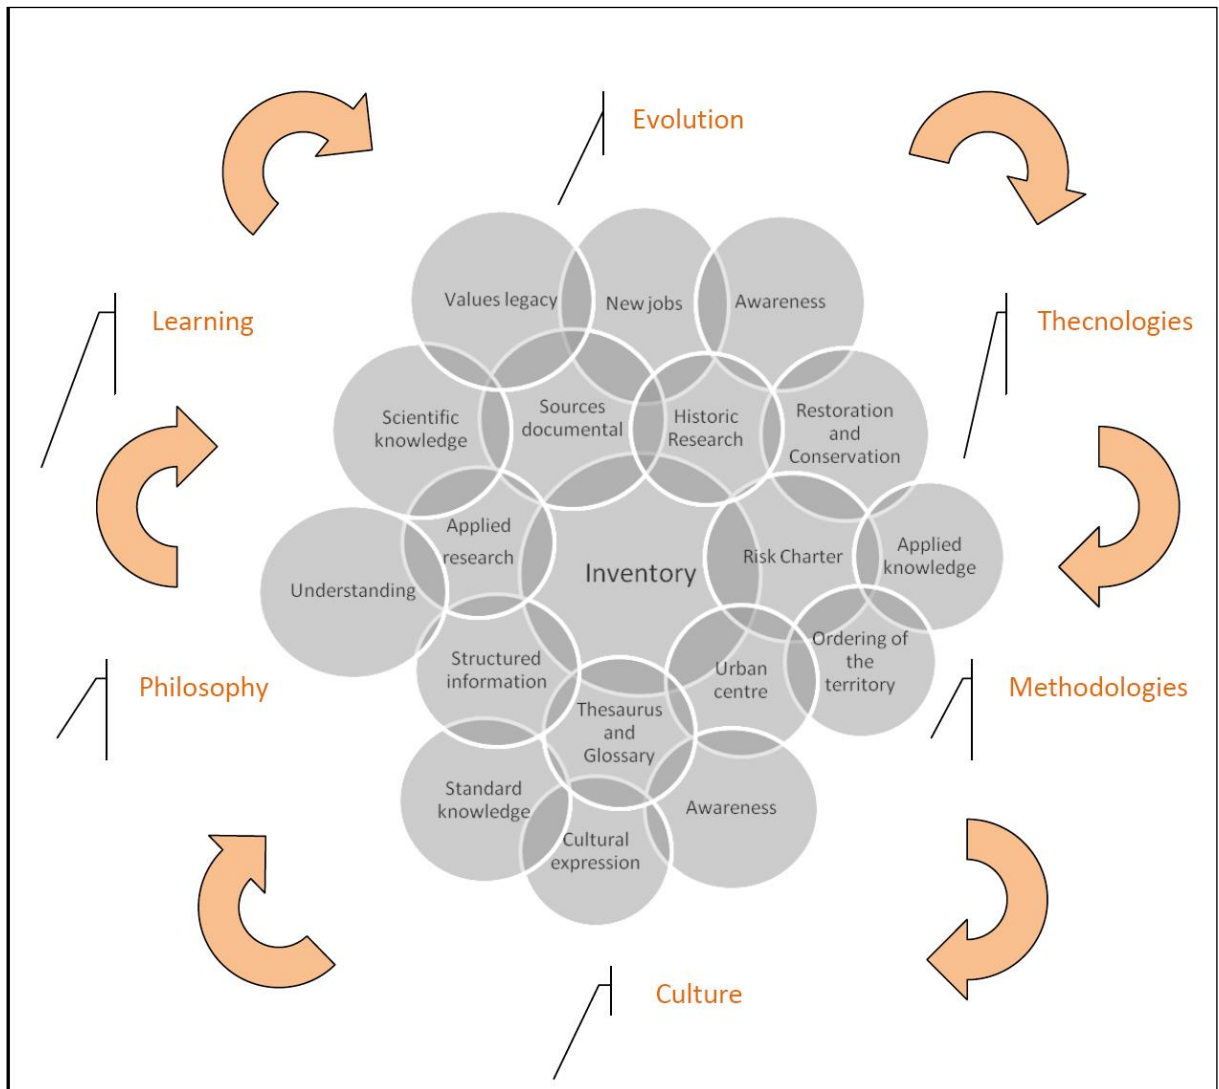 Evolution
Learning
Thecnologies
Values legacy
New jobs
Awareness
Scientific
knowledge
Sources
documental
Historic
Research
Restoration
and
Conservation
Applied
research
Inventory
Risk Charter
Applied
knowledge
Understanding
Structured
information
Urban
centre
Ordering of
the
territory
Philosophy
Methodologies
Thesaurus
and
Glossary
Standard
knowledge
Awareness
Cultural
expression
Culture